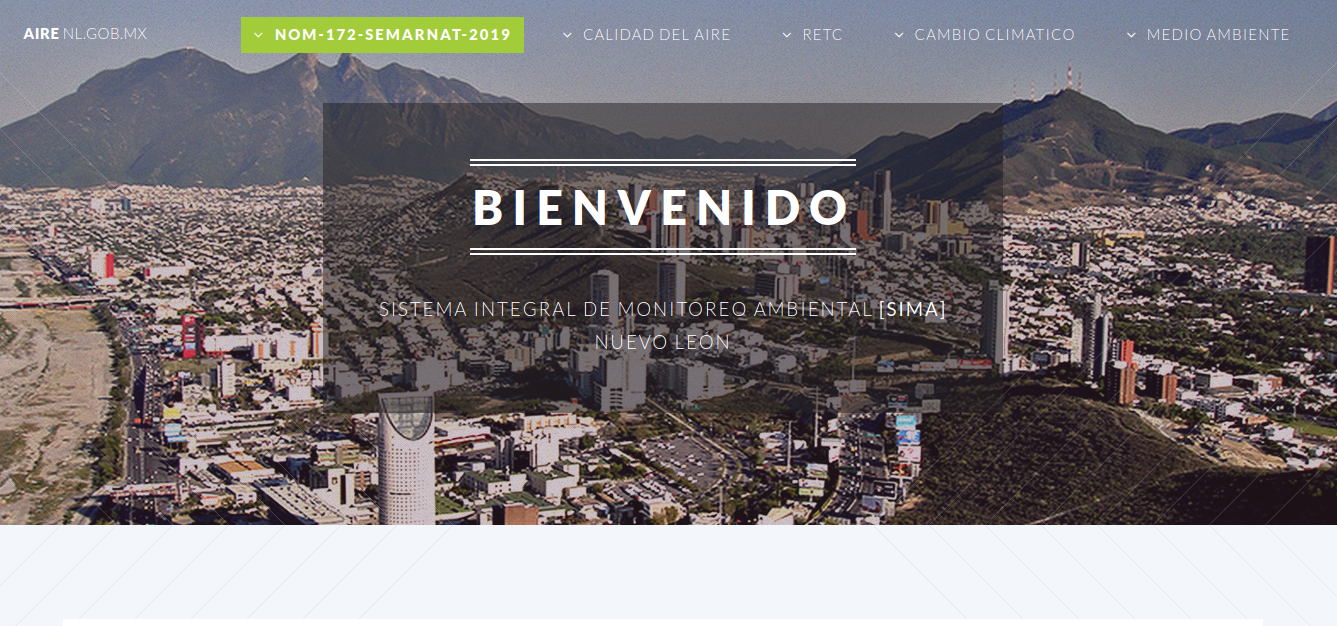 AIRE NL.GOB.MX
NOM-172-SEMARNAT-2019
CALIDAD DEL AIRE
RETC
CAMBIO CLIMATICO
MEDIO AMBIENTE
BIENVENIDO
SISTEMA INTEGRAL DE MONITOREO AMBIENTAL [SIMA]
NUEVO LEÓN